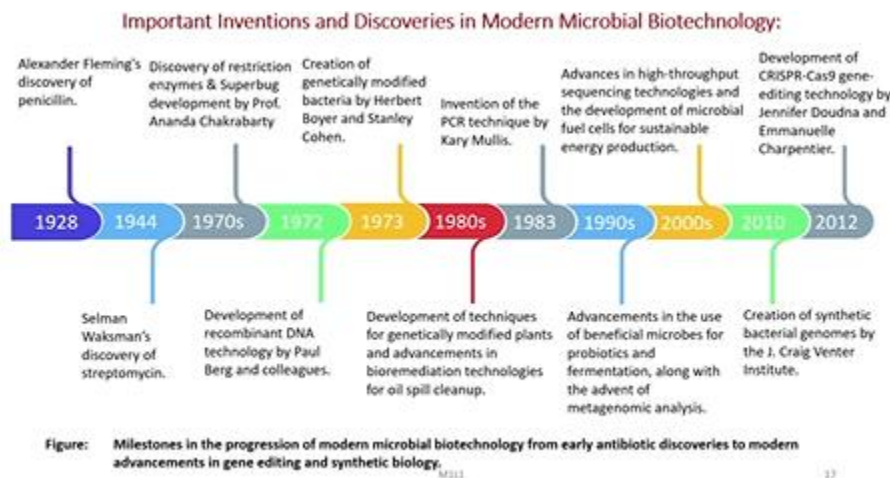 Important Inventions and Discoveries in Modern Microbial Biotechnology:
Alexander Fleming's
discovery of
penicillin.
Discovery of restriction
enzymes & Superbug
development by Prof.
Ananda Chakrabarty
Creation of
genetically modified
bacteria by Herbert
Boyer and Stanley
Cohen.
Invention of the
PCR technique by
Kary Mullis.
Advances in high-throughput
sequencing technologies and
the development of microbial
fuel cells for sustainable
energy production.
Development of
CRISPR-Cas9 gene-
editing technology by
Jennifer Doudna and
Emmanuelle
Charpentier.
1928 1944 1970s 1972 1973 1980s 1983 1990s 2000s 2010 2012
Selman
Waksman's
discovery of
streptomycin.
Development of
recombinant DNA
technology by Paul
Berg and colleagues.
Development of techniques
for genetically modified plants
and advancements in
bioremediation technologies
for oil spill cleanup.
Advancements in the use
of beneficial microbes for
probiotics and
fermentation, along with
the advent of
metagenomic analysis.
Creation of synthetic
bacterial genomes by
the J. Craig Venter
Institute.
Figure: Milestones in the progression of modern microbial biotechnology from early antibiotic discoveries to modern
advancements in gene editing and synthetic biology.